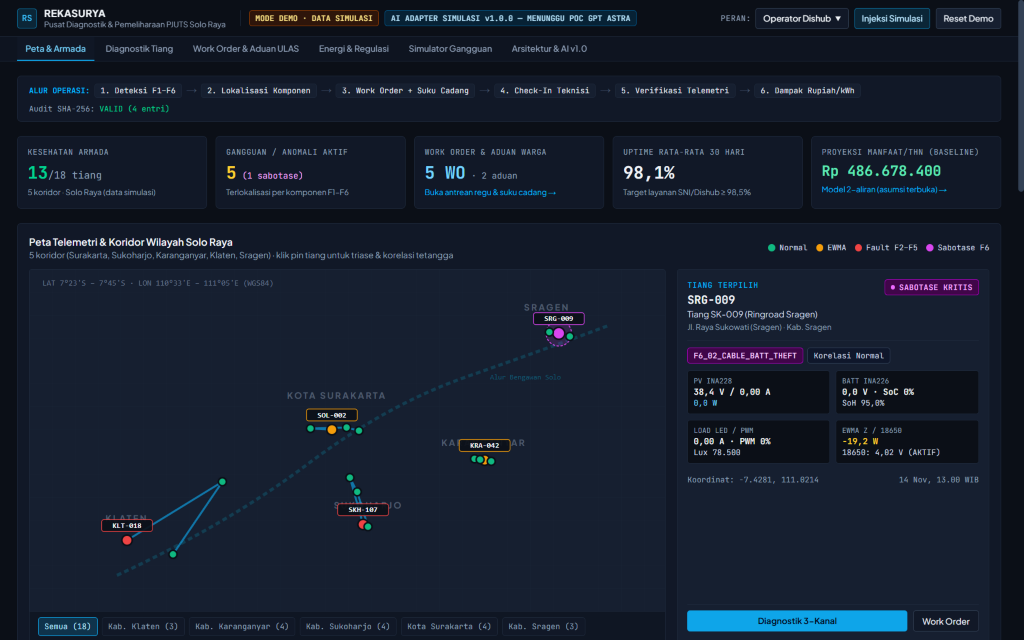 RS
REKASURYA
Pusat Diagnostik & Pemeliharaan PJUTS Solo Raya
MODE DEMO · DATA SIMULASI
AI ADAPTER SIMULASI v1.0.0 — MENUNGGU POC GPT ASTRA
PERAN:
Operator Dishub ▼
Injeksi Simulasi
Reset Demo
Peta & Armada
Diagnostik Tiang
Work Order & Aduan ULAS
Energi & Regulasi
Simulator Gangguan
Arsitektur & AI v1.0
ALUR OPERASI: 1. Deteksi F1–F6 → 2. Lokalisasi Komponen → 3. Work Order + Suku Cadang → 4. Check-In Teknisi → 5. Verifikasi Telemetri → 6. Dampak Rupiah/kWh
Audit SHA-256: VALID (4 entri)
KESEHATAN ARMADA
13/18 tiang
5 koridor · Solo Raya (data simulasi)
GANGGUAN / ANOMALI AKTIF
5 (1 sabotase)
Terlokalisasi per komponen F1–F6
WORK ORDER & ADUAN WARGA
5 WO · 2 aduan
Buka antrean regu & suku cadang →
UPTIME RATA-RATA 30 HARI
98,1%
Target layanan SNI/Dishub ≥ 98,5%
PROYEKSI MANFAAT/THN (BASELINE)
Rp 486.678.400
Model 2-aliran (asumsi terbuka) →
Peta Telemetri & Koridor Wilayah Solo Raya
5 koridor (Surakarta, Sukoharjo, Karanganyar, Klaten, Sragen) · klik pin tiang untuk triase & korelasi tetangga
Normal
EWMA
Fault F2–F5
Sabotase F6
LAT 7°23'S – 7°45'S · LON 110°33'E – 111°05'E (WGS84)
SRAGEN
SRG-009
Alur Bengawan Solo
KOTA SURAKARTA
SOL-002
KRA-042
SKH-107
KLATEN
KLT-018
Semua (18)
Kab. Klaten (3)
Kab. Karanganyar (4)
Kab. Sukoharjo (4)
Kota Surakarta (4)
Kab. Sragen (3)
TIANG TERPILIH
SABOTASE KRITIS
SRG-009
Tiang SK-009 (Ringroad Sragen)
Jl. Raya Sukowati (Sragen) · Kab. Sragen
F6_02_CABLE_BATT_THEFT
Korelasi Normal
PV INA228
38,4 V / 0,00 A
0,0 W
BATT INA226
0,0 V · SoC 0%
SoH 95,0%
LOAD LED / PWM
0,00 A · PWM 0%
Lux 78.500
EWMA Z / 18650
-19,2 W
18650: 4,02 V (AKTIF)
Koordinat: -7.4281, 111.0214
14 Nov, 13.00 WIB
Diagnostik 3-Kanal
Work Order